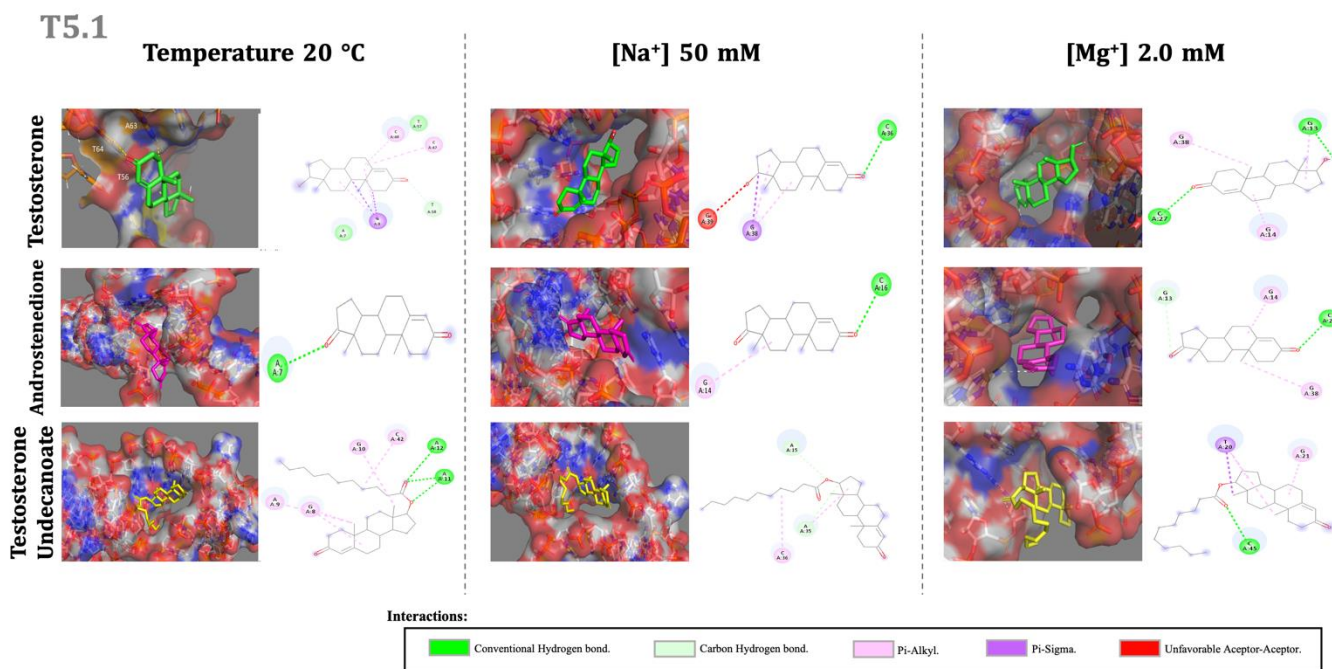 T5.1
Temperature 20 °C
[Na⁺] 50 mM
[Mg⁺] 2.0 mM
Testosterone
A63
T64
T56
C
A:36
G
A:39
G
A:38
G
A:38
G
A:13
C
A:27
G
A:14
Androstenedione
A
A:7
C
A:16
G
A:14
G
A:13
G
A:14
G
A:38
Testosterone
Undecanoate
G
A:10
C
A:42
A
A:12
A
A:11
A
A:9
G
A:8
A
A:15
A
A:35
C
A:36
T
A:20
G
A:21
C
A:45
Interactions:
Conventional Hydrogen bond.
Carbon Hydrogen bond.
Pi-Alkyl.
Pi-Sigma.
Unfavorable Aceptor-Aceptor.